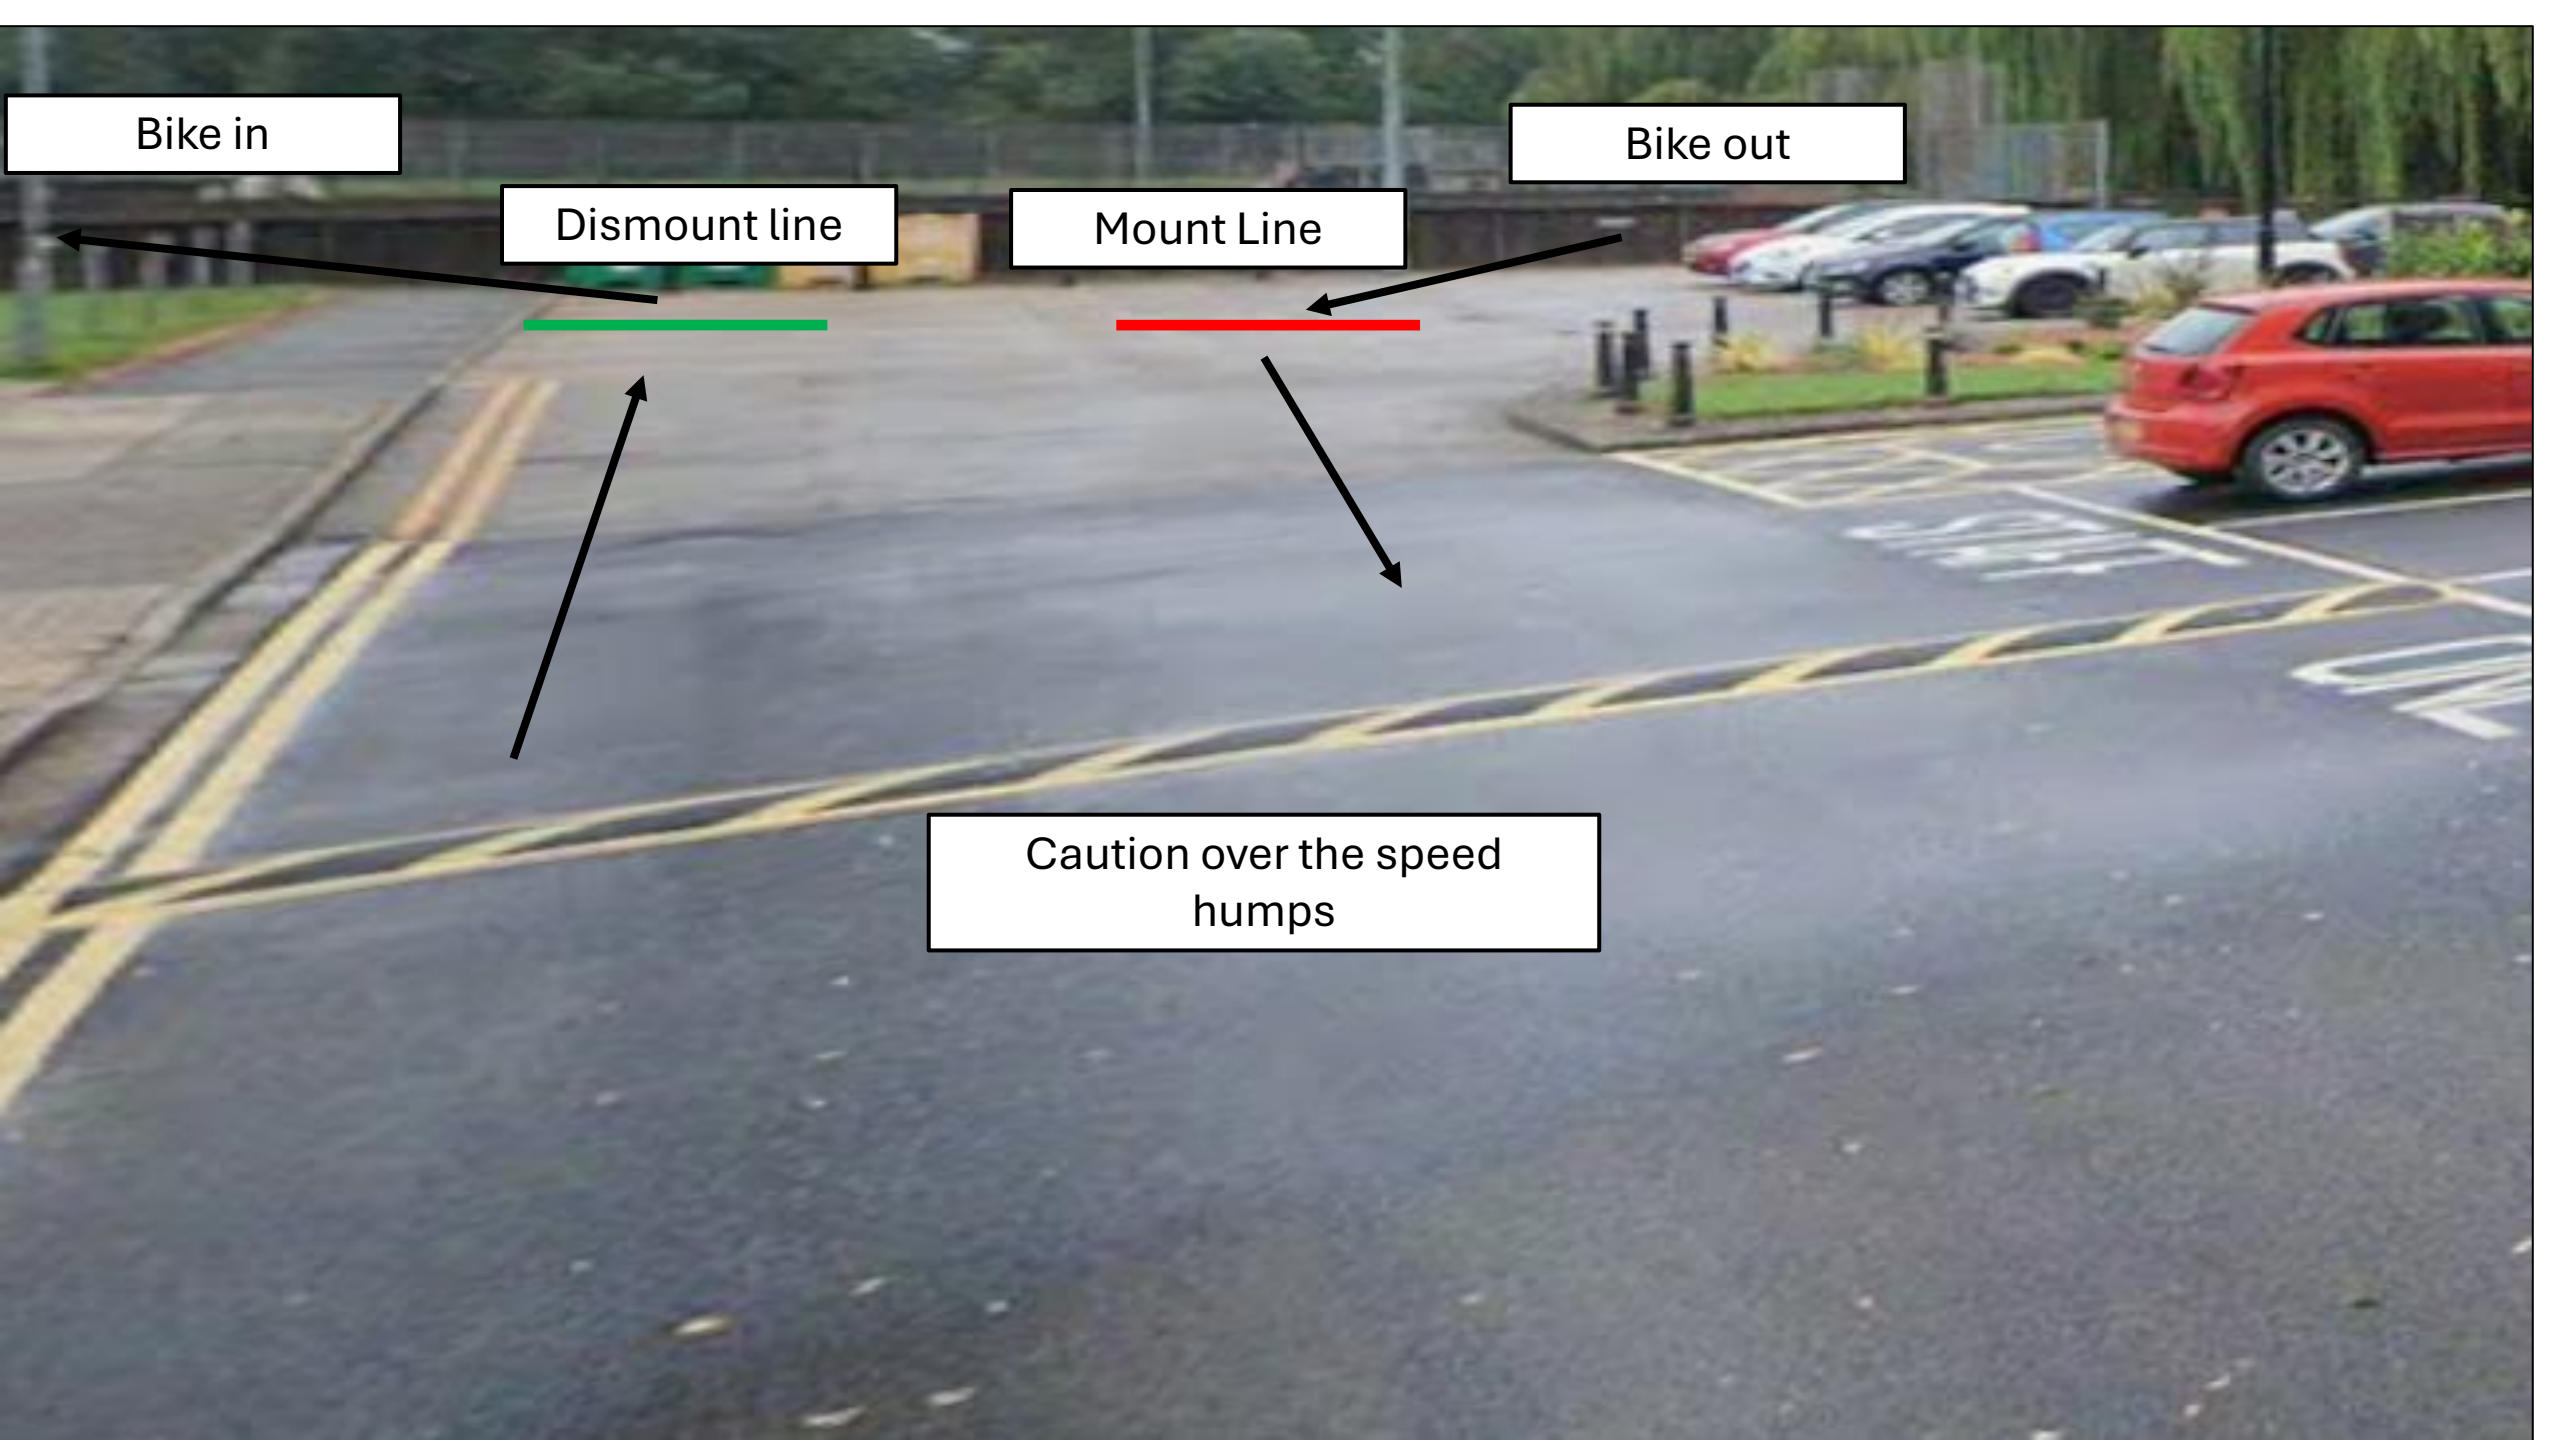 Bike in
Bike out
Dismount line
Mount Line
Caution over the speed
humps